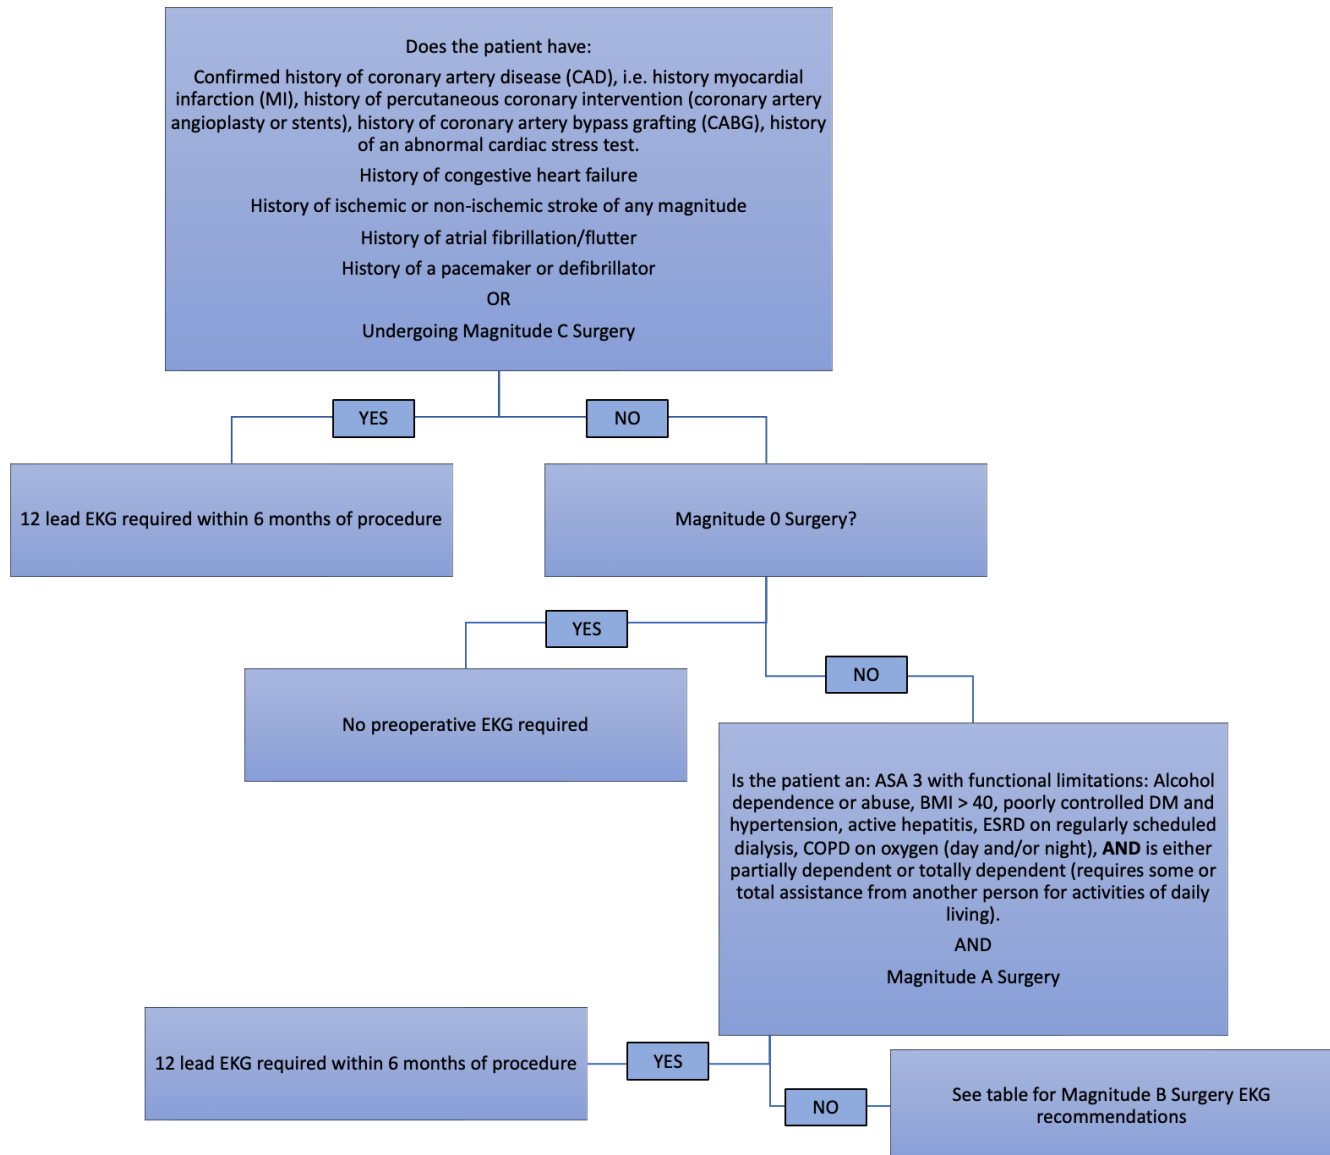 Does the patient have:
Confirmed history of coronary artery disease (CAD), i.e. history myocardial
infarction (MI), history of percutaneous coronary intervention (coronary artery
angioplasty or stents), history of coronary artery bypass grafting (CABG), history
of an abnormal cardiac stress test.
History of congestive heart failure
History of ischemic or non-ischemic stroke of any magnitude
History of atrial fibrillation/flutter
History of a pacemaker or defibrillator
OR
Undergoing Magnitude C Surgery
YES
NO
12 lead EKG required within 6 months of procedure
Magnitude 0 Surgery?
YES
NO
No preoperative EKG required
Is the patient an: ASA 3 with functional limitations: Alcohol
dependence or abuse, BMI > 40, poorly controlled DM and
hypertension, active hepatitis, ESRD on regularly scheduled
dialysis, COPD on oxygen (day and/or night), AND is either
partially dependent or totally dependent (requires some or
total assistance from another person for activities of daily
living).
AND
Magnitude A Surgery
12 lead EKG required within 6 months of procedure
YES
NO
See table for Magnitude B Surgery EKG
recommendations